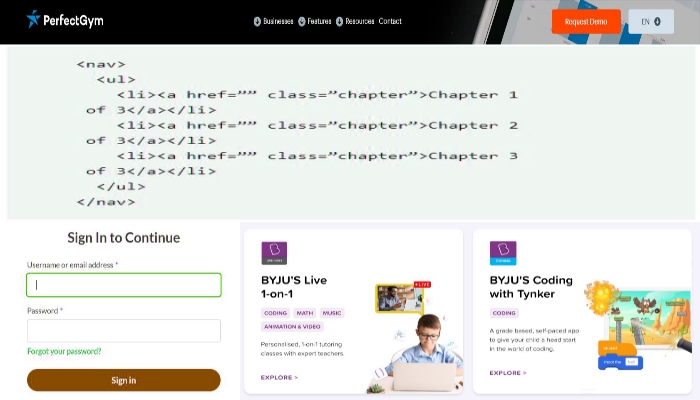 PerfectGym
Businesses Features Resources Contact
Request Demo
EN
<nav>
<ul>
<li><a href="" class="chapter">Chapter 1
of 3</a></li>
<li><a href="" class="chapter">Chapter 2
of 3</a></li>
<li><a href="" class="chapter">Chapter 3
of 3</a></li>
</ul>
</nav>
Sign In to Continue
Username or email address *
Password *
Forgot your password?
Sign in
BYJU'S Live
1-on-1
CODING MATH MUSIC
ANIMATION & VIDEO
Personalised, 1-on-1 tutoring
classes with expert teachers.
EXPLORE >
LIVE
BYJU'S Coding
with Tynker
CODING
A grade based, self-paced app
to give your child a head start
in the world of coding.
EXPLORE >